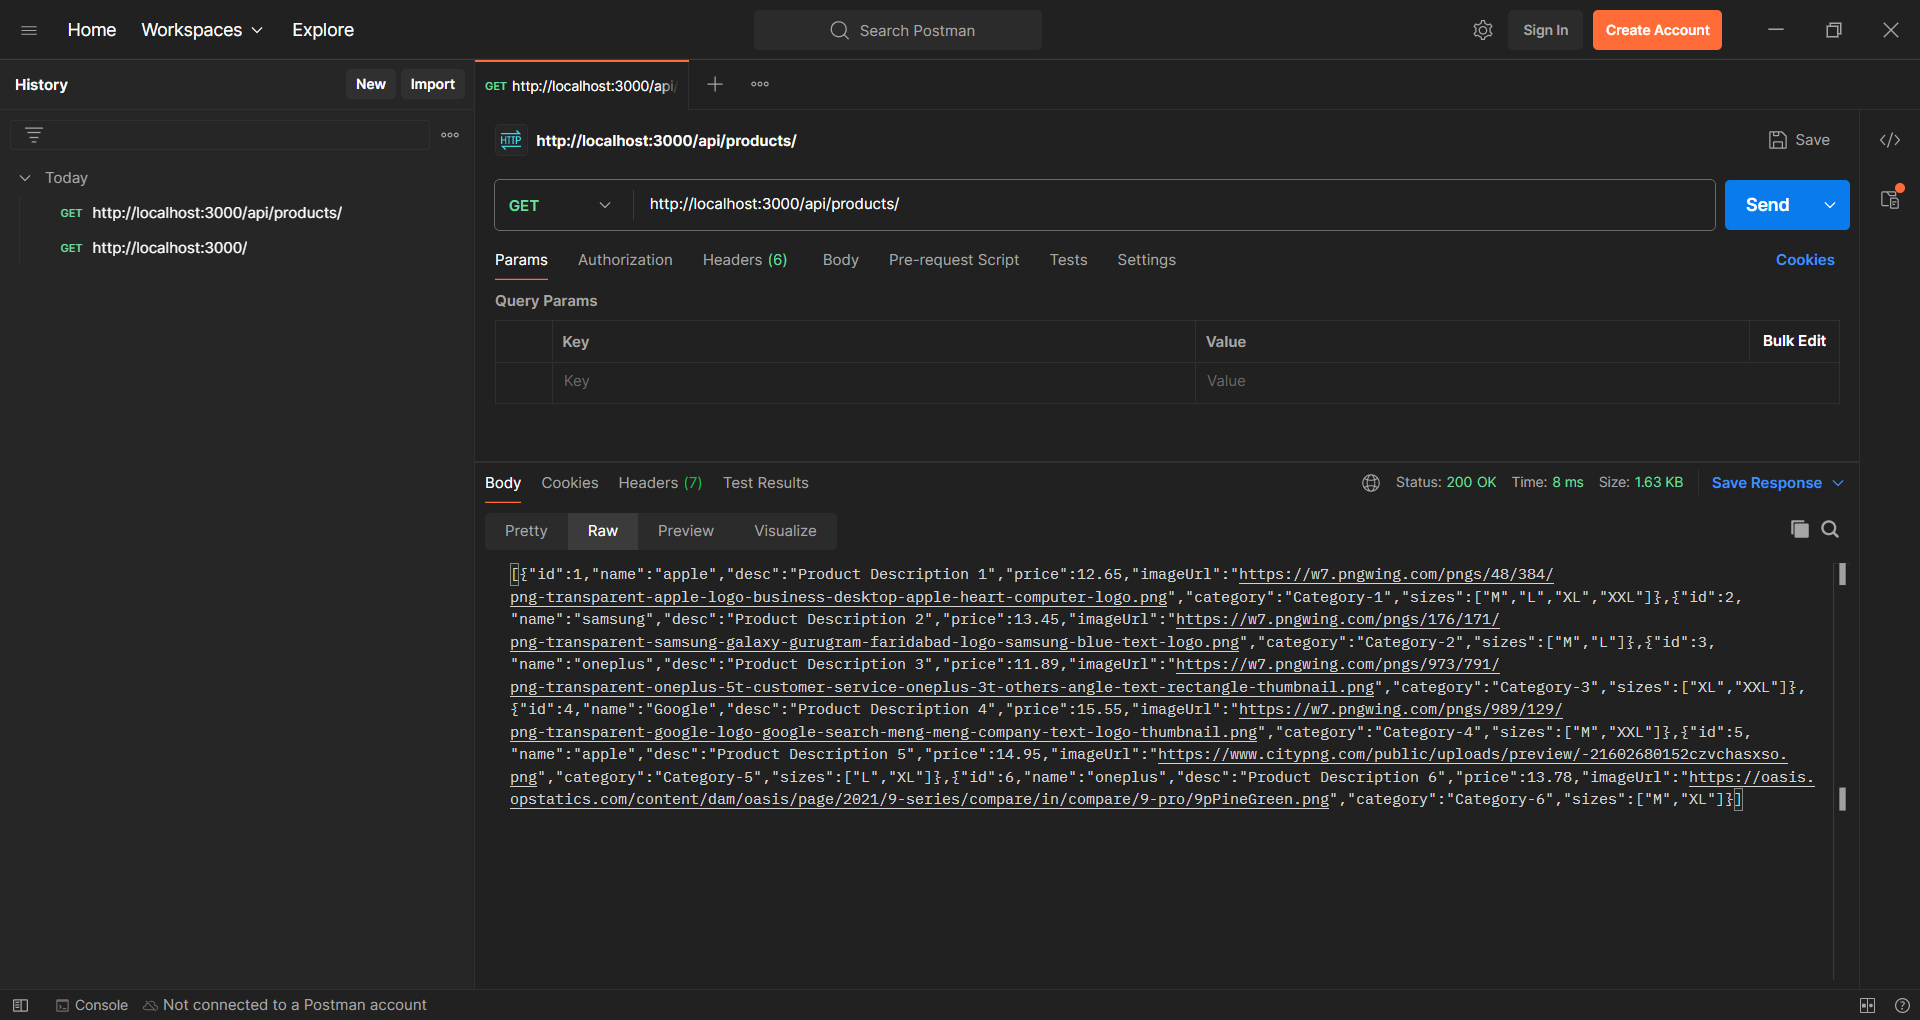 Home Workspaces Explore Search Postman Sign In Create Account
History New Import
GET http://localhost:3000/api/
HTTP http://localhost:3000/api/products/ Save </>
Today
GET http://localhost:3000/api/products/
GET http://localhost:3000/
GET http://localhost:3000/api/products/ Send
Params Authorization Headers (6) Body Pre-request Script Tests Settings Cookies
Query Params
Key Value Bulk Edit
Key Value
Body Cookies Headers (7) Test Results Status: 200 OK Time: 8 ms Size: 1.63 KB Save Response
Pretty Raw Preview Visualize
[{"id":1,"name":"apple","desc":"Product Description 1","price":12.65,"imageUrl":"https://w7.pngwing.com/pngs/48/384/
png-transparent-apple-logo-business-desktop-apple-heart-computer-logo.png","category":"Category-1","sizes":["M","L","XL","XXL"]},{"id":2,
"name":"samsung","desc":"Product Description 2","price":13.45,"imageUrl":"https://w7.pngwing.com/pngs/176/171/
png-transparent-samsung-galaxy-gurugram-faridabad-logo-samsung-blue-text-logo.png","category":"Category-2","sizes":["M","L"]},{"id":3,
"name":"oneplus","desc":"Product Description 3","price":11.89,"imageUrl":"https://w7.pngwing.com/pngs/973/791/
png-transparent-oneplus-5t-customer-service-oneplus-3t-others-angle-text-rectangle-thumbnail.png","category":"Category-3","sizes":["XL","XXL"]},
{"id":4,"name":"Google","desc":"Product Description 4","price":15.55,"imageUrl":"https://w7.pngwing.com/pngs/989/129/
png-transparent-google-logo-google-search-meng-meng-company-text-logo-thumbnail.png","category":"Category-4","sizes":["M","XXL"]},{"id":5,
"name":"apple","desc":"Product Description 5","price":14.95,"imageUrl":"https://www.citypng.com/public/uploads/preview/-21602680152czvchasxso.
png","category":"Category-5","sizes":["L","XL"]},{"id":6,"name":"oneplus","desc":"Product Description 6","price":13.78,"imageUrl":"https://oasis.
opstatics.com/content/dam/oasis/page/2021/9-series/compare/in/compare/9-pro/9pPineGreen.png","category":"Category-6","sizes":["M","XL"]}]
Console Not connected to a Postman account